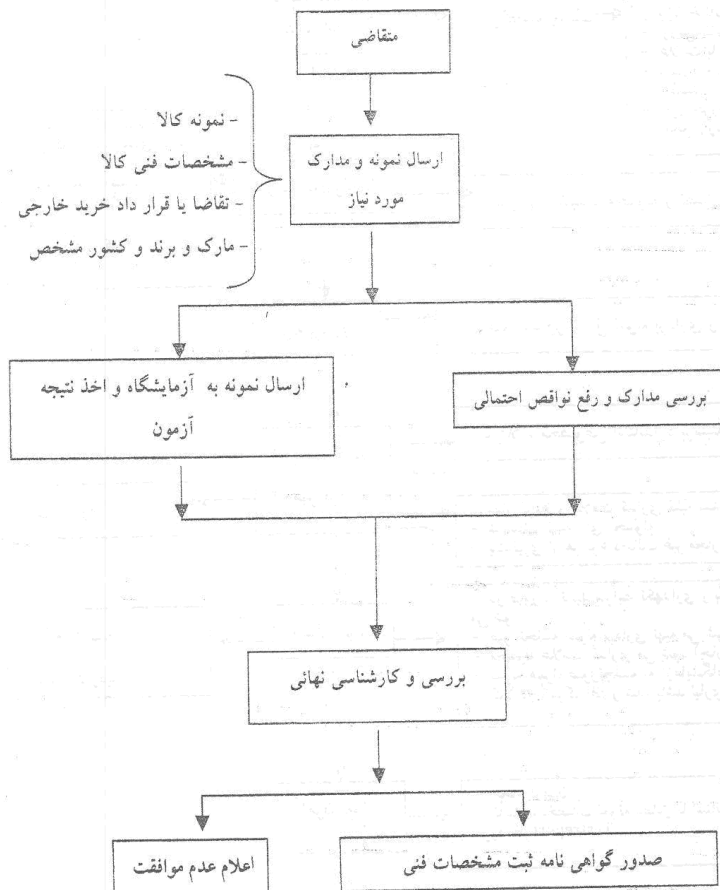 متقاضی
ارسال نمونه و مدارک
مورد نیاز
- نمونه کالا
- مشخصات فنی کالا
- تقاضا یا قرار داد خرید خارجی
- مارک و برند و کشور مشخص
بررسی مدارک و رفع نواقص احتمالی
ارسال نمونه به آزمایشگاه و اخذ نتیجه
آزمون
بررسی و کارشناسی نهائی
صدور گواهی نامه ثبت مشخصات فنی
اعلام عدم موافقت